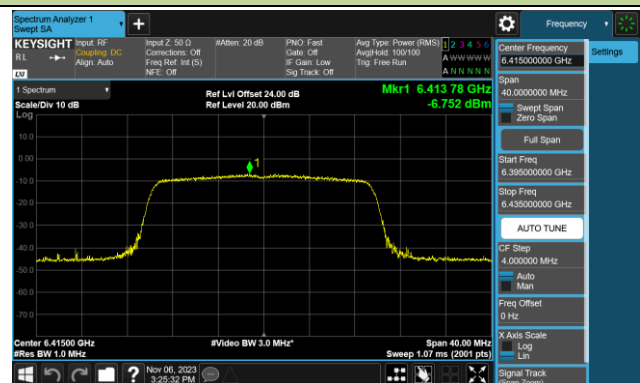 Spectrum Analyzer 1
Swept SA
Frequency
KEYSIGHT
RL
LXI
Input: RF
Coupling: DC
Align: Auto
Input Z: 50 Ω
Corrections: Off
Freq Ref: Int (S)
NFE: Off
#Atten: 20 dB
PNO: Fast
Gate: Off
IF Gain: Low
Sig Track: Off
Avg Type: Power (RMS)
Avg|Hold: 100/100
Trig: Free Run
1 2 3 4 5 6
A W W W W W
A N N N N N
1 Spectrum
Scale/Div 10 dB
Ref Lvl Offset 24.00 dB
Ref Level 20.00 dBm
Mkr1 6.413 78 GHz
-6.752 dBm
Log
10.0
0.00
-10.0
-20.0
-30.0
-40.0
-50.0
-60.0
-70.0
1
Center 6.41500 GHz
#Res BW 1.0 MHz
#Video BW 3.0 MHz*
Span 40.00 MHz
Sweep 1.07 ms (2001 pts)
Nov 06, 2023
3:25:32 PM
Center Frequency
6.415000000 GHz
Settings
Span
40.0000000 MHz
Swept Span
Zero Span
Full Span
Start Freq
6.395000000 GHz
Stop Freq
6.435000000 GHz
AUTO TUNE
CF Step
4.000000 MHz
Auto
Man
Freq Offset
0 Hz
X Axis Scale
Log
Lin
Signal Track
(Span Zoom)